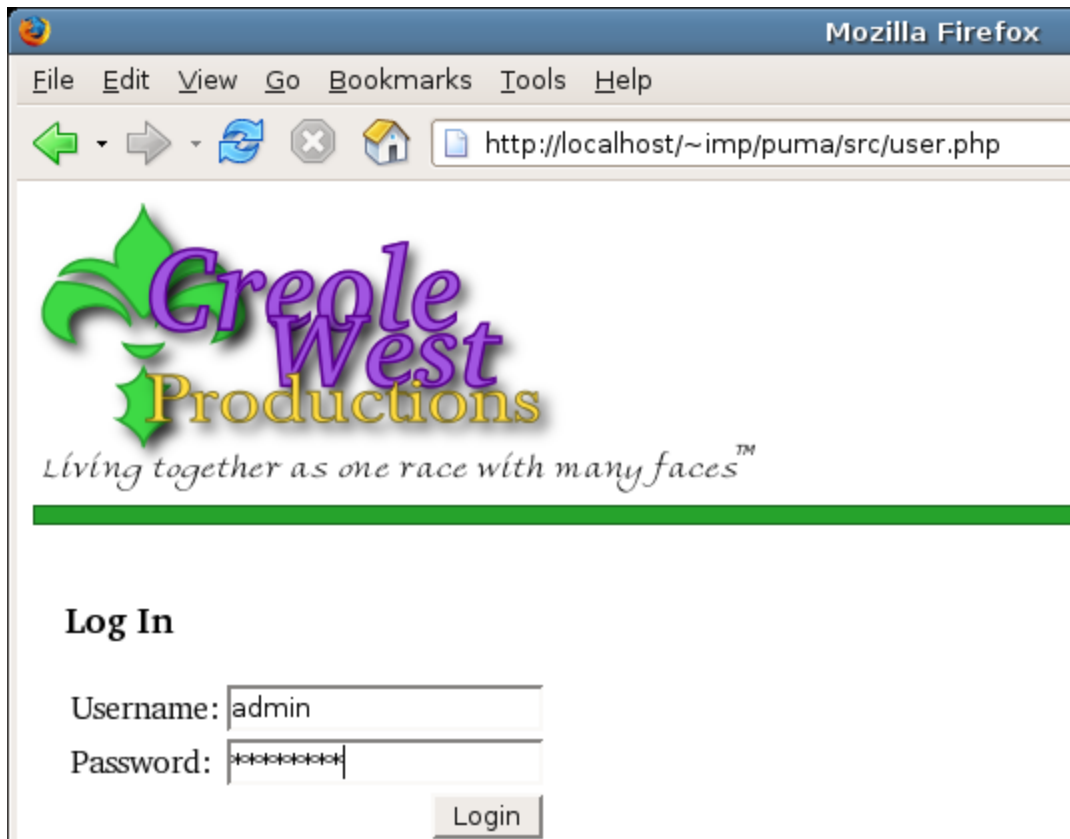 Mozilla Firefox
File Edit View Go Bookmarks Tools Help
http://localhost/~imp/puma/src/user.php
Creole
West
Productions
Living together as one race with many faces™
Log In
Username: admin
Password: *********
Login